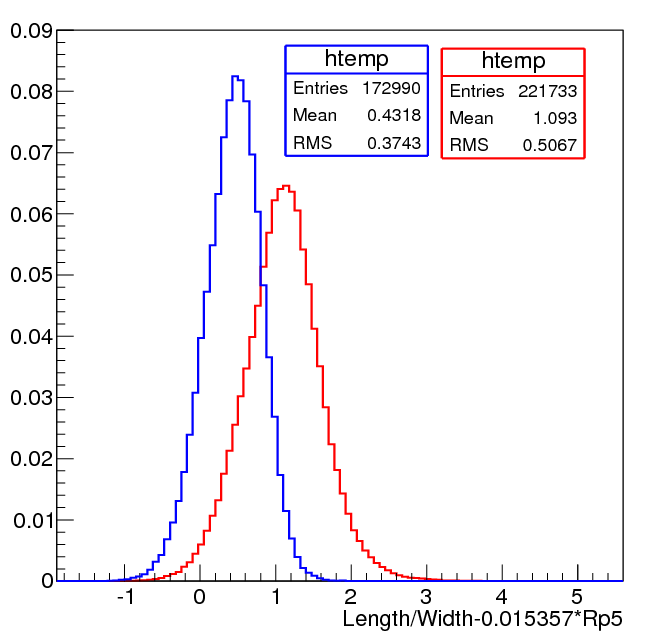 0.09
0.08
0.07
0.06
0.05
0.04
0.03
0.02
0.01
0
htemp
Entries 172990
Mean 0.4318
RMS 0.3743
htemp
Entries 221733
Mean 1.093
RMS 0.5067
-1 0 1 2 3 4 5
Length/Width-0.015357*Rp5